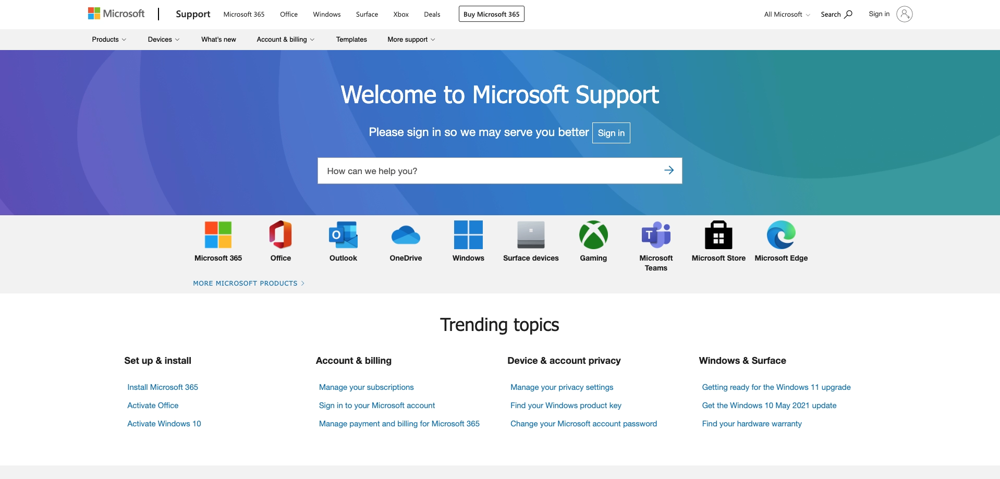 Microsoft
Support
Microsoft 365
Office
Windows
Surface
Xbox
Deals
Buy Microsoft 365
All Microsoft
Search
Sign in
Products
Devices
What's new
Account & billing
Templates
More support
Welcome to Microsoft Support
Please sign in so we may serve you better
Sign in
How can we help you?
Microsoft 365
Office
Outlook
OneDrive
Windows
Surface devices
Gaming
Microsoft
Teams
Microsoft Store
Microsoft Edge
MORE MICROSOFT PRODUCTS
Trending topics
Set up & install
Install Microsoft 365
Activate Office
Activate Windows 10
Account & billing
Manage your subscriptions
Sign in to your Microsoft account
Manage payment and billing for Microsoft 365
Device & account privacy
Manage your privacy settings
Find your Windows product key
Change your Microsoft account password
Windows & Surface
Getting ready for the Windows 11 upgrade
Get the Windows 10 May 2021 update
Find your hardware warranty